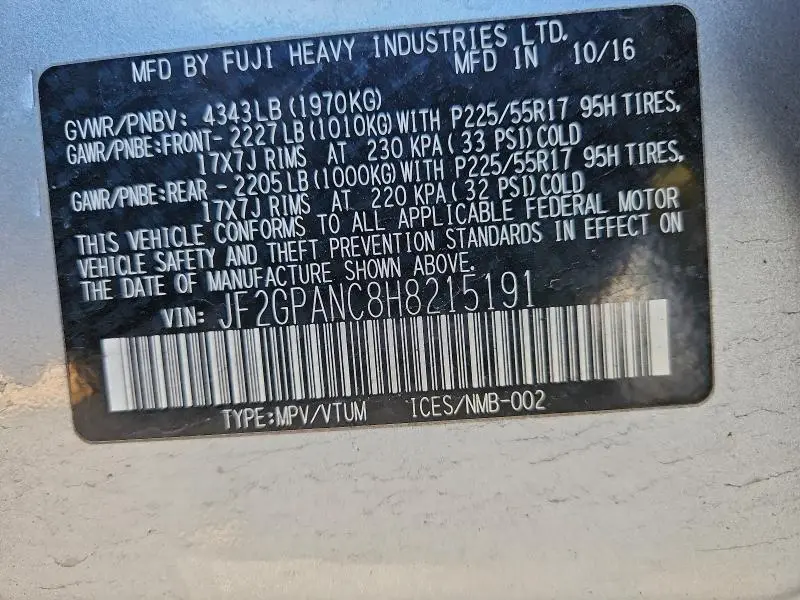 MFD BY FUJI HEAVY INDUSTRIES LTD.
MFD IN 10/16
GVWR/PNBV: 4343LB(1970KG)
GAWR/PNBE:FRONT- 2227LB(1010KG)WITH P225/55R17 95H TIRES,
17X7J RIMS AT 230 KPA(33 PSI)COLD
GAWR/PNBE:REAR - 2205LB(1000KG)WITH P225/55R17 95H TIRES,
17X7J RIMS AT 220 KPA(32 PSI)COLD
THIS VEHICLE CONFORMS TO ALL APPLICABLE FEDERAL MOTOR
VEHICLE SAFETY AND THEFT PREVENTION STANDARDS IN EFFECT ON
THE DATE OF MANUFACTURE SHOWN ABOVE.
VIN: JF2GPANC8H8215191
TYPE:MPV/VTUM ICES/NMB-002